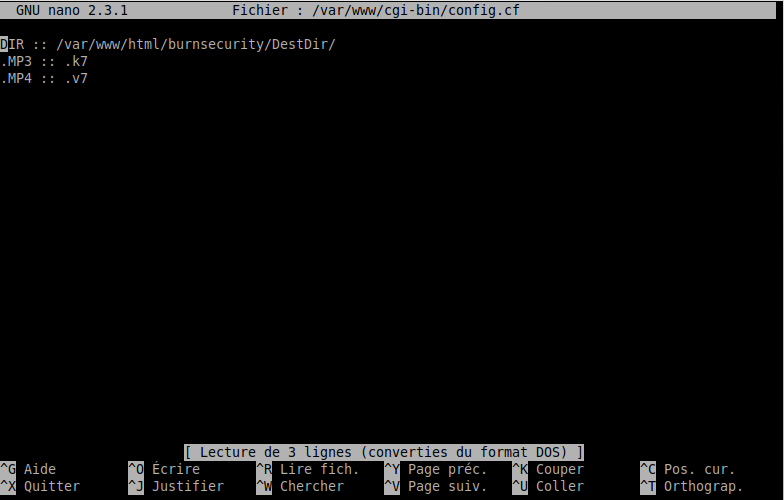 GNU nano 2.3.1 Fichier : /var/www/cgi-bin/config.cf
DIR :: /var/www/html/burnsecurity/DestDir/
.MP3 :: .k7
.MP4 :: .v7
[ Lecture de 3 lignes (converties du format DOS) ]
^G Aide ^O Écrire ^R Lire fich. ^Y Page préc. ^K Couper ^C Pos. cur.
^X Quitter ^J Justifier ^W Chercher ^V Page suiv. ^U Coller ^T Orthograp.